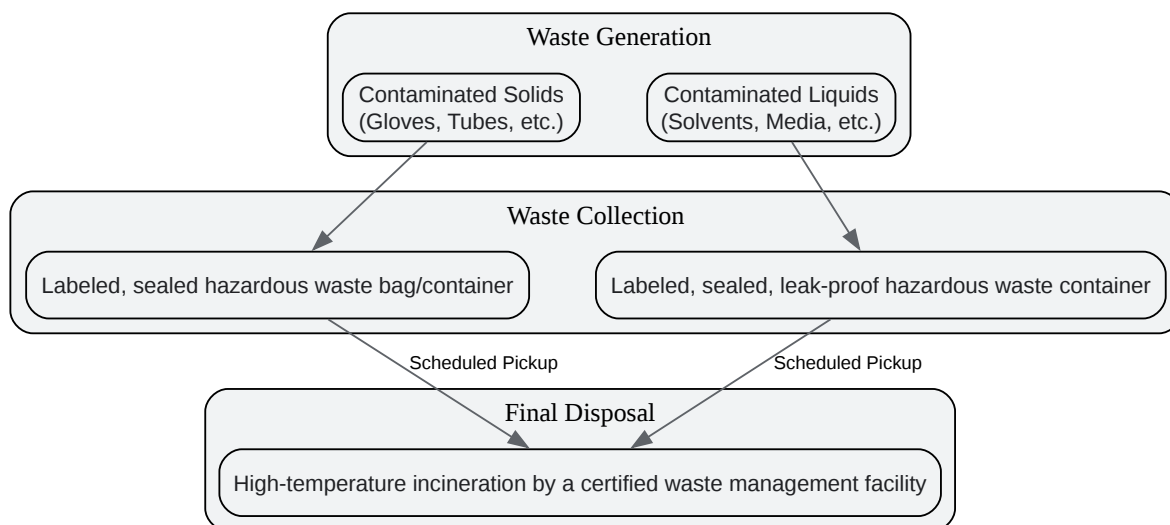 Waste Generation
Contaminated Solids
(Gloves, Tubes, etc.)
Contaminated Liquids
(Solvents, Media, etc.)
Waste Collection
Labeled, sealed hazardous waste bag/container
Labeled, sealed, leak-proof hazardous waste container
Scheduled Pickup
Scheduled Pickup
Final Disposal
High-temperature incineration by a certified waste management facility